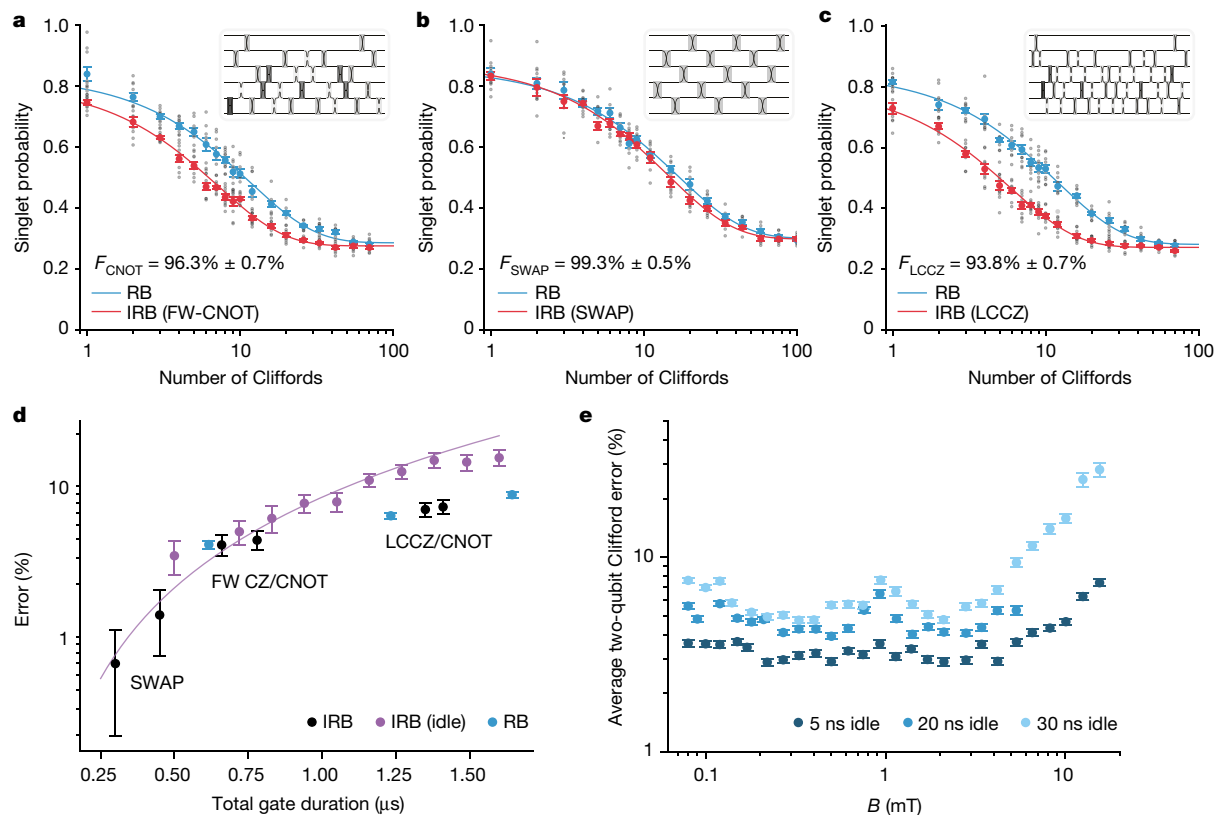 a
1.0
0.8
0.6
0.4
0.2
0
Singlet probability
F_CNOT = 96.3% ± 0.7%
RB
IRB (FW-CNOT)
1
10
100
Number of Cliffords
b
1.0
0.8
0.6
0.4
0.2
0
Singlet probability
F_SWAP = 99.3% ± 0.5%
RB
IRB (SWAP)
1
10
100
Number of Cliffords
c
1.0
0.8
0.6
0.4
0.2
0
Singlet probability
F_LCCZ = 93.8% ± 0.7%
RB
IRB (LCCZ)
1
10
100
Number of Cliffords
d
10
1
Error (%)
LCCZ/CNOT
FW CZ/CNOT
SWAP
IRB
IRB (idle)
RB
0.25
0.50
0.75
1.00
1.25
1.50
Total gate duration (μs)
e
10
1
Average two-qubit Clifford error (%)
5 ns idle
20 ns idle
30 ns idle
0.1
1
10
B (mT)